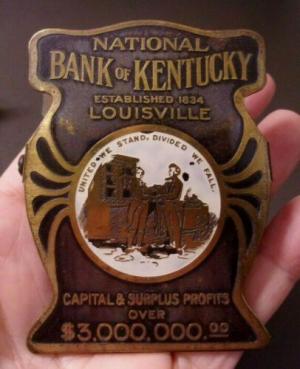 NATIONAL
BANK OF KENTUCKY
ESTABLISHED 1834
LOUISVILLE
UNITED WE STAND, DIVIDED WE FALL.
CAPITAL & SURPLUS PROFITS
OVER
$3,000,000.00